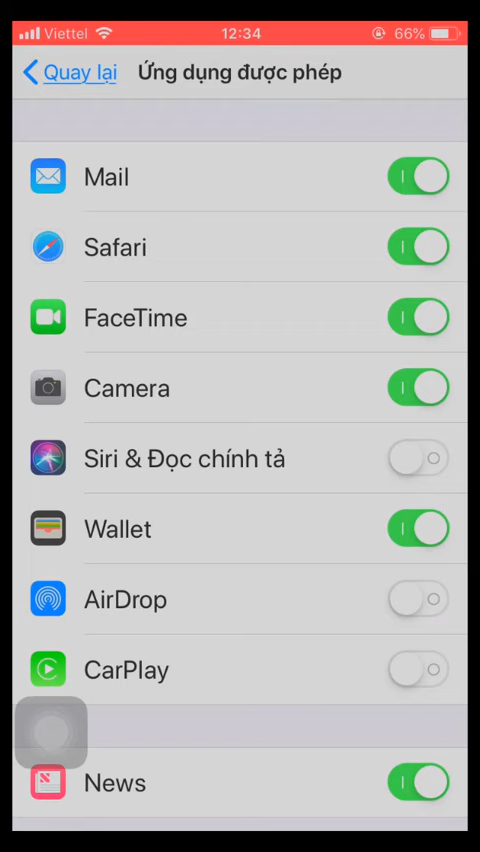 Viettel 12:34 66%
Quay lại Ứng dụng được phép
Mail
Safari
FaceTime
Camera
Siri & Đọc chính tả
Wallet
AirDrop
CarPlay
News